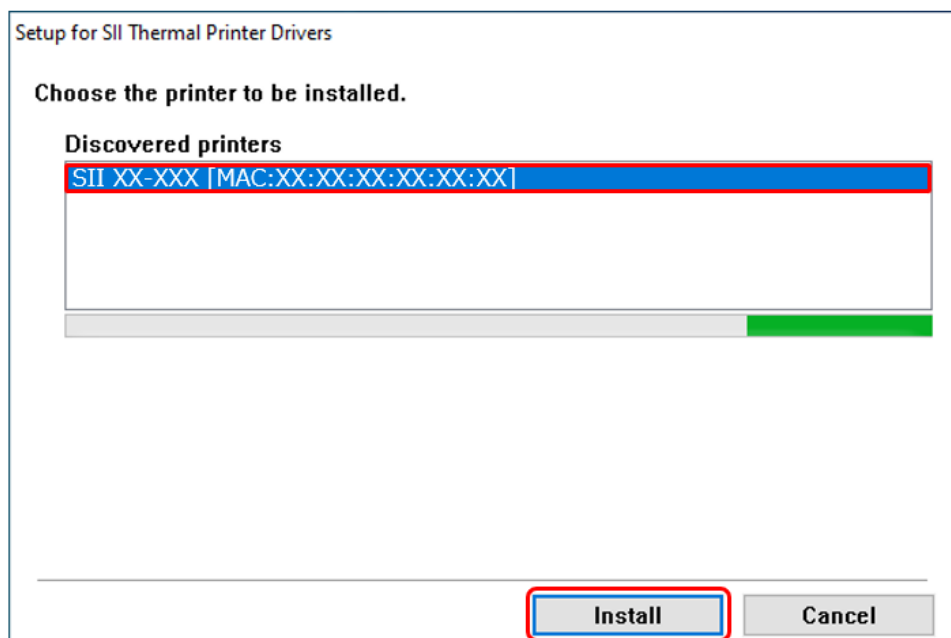 Setup for SII Thermal Printer Drivers
Choose the printer to be installed.
Discovered printers
SII XX-XXX [MAC:XX:XX:XX:XX:XX:XX]
Install
Cancel